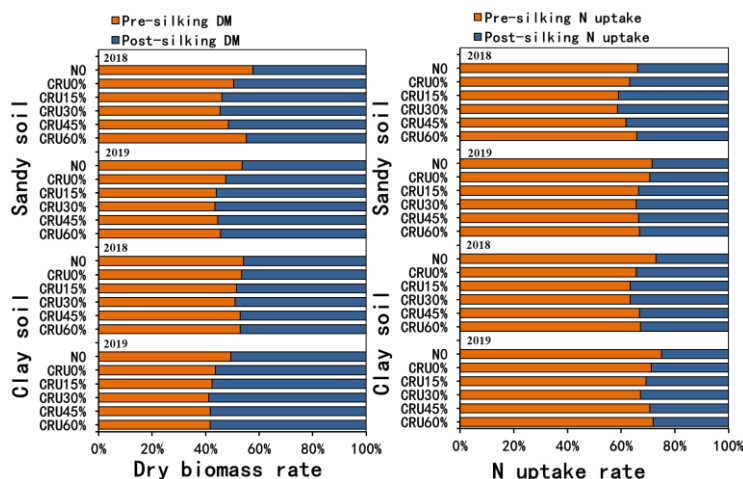 Pre-silking DM
Post-silking DM
2018
NO
CRU0%
CRU15%
CRU30%
CRU45%
CRU60%
2019
NO
CRU0%
CRU15%
CRU30%
CRU45%
CRU60%
2018
NO
CRU0%
CRU15%
CRU30%
CRU45%
CRU60%
2019
NO
CRU0%
CRU15%
CRU30%
CRU45%
CRU60%
Sandy soil
Clay soil
0%
20%
40%
60%
80%
100%
Dry biomass rate
Pre-silking N uptake
Post-silking N uptake
2018
NO
CRU0%
CRU15%
CRU30%
CRU45%
CRU60%
2019
NO
CRU0%
CRU15%
CRU30%
CRU45%
CRU60%
2018
NO
CRU0%
CRU15%
CRU30%
CRU45%
CRU60%
2019
NO
CRU0%
CRU15%
CRU30%
CRU45%
CRU60%
Sandy soil
Clay soil
0%
20%
40%
60%
80%
100%
N uptake rate